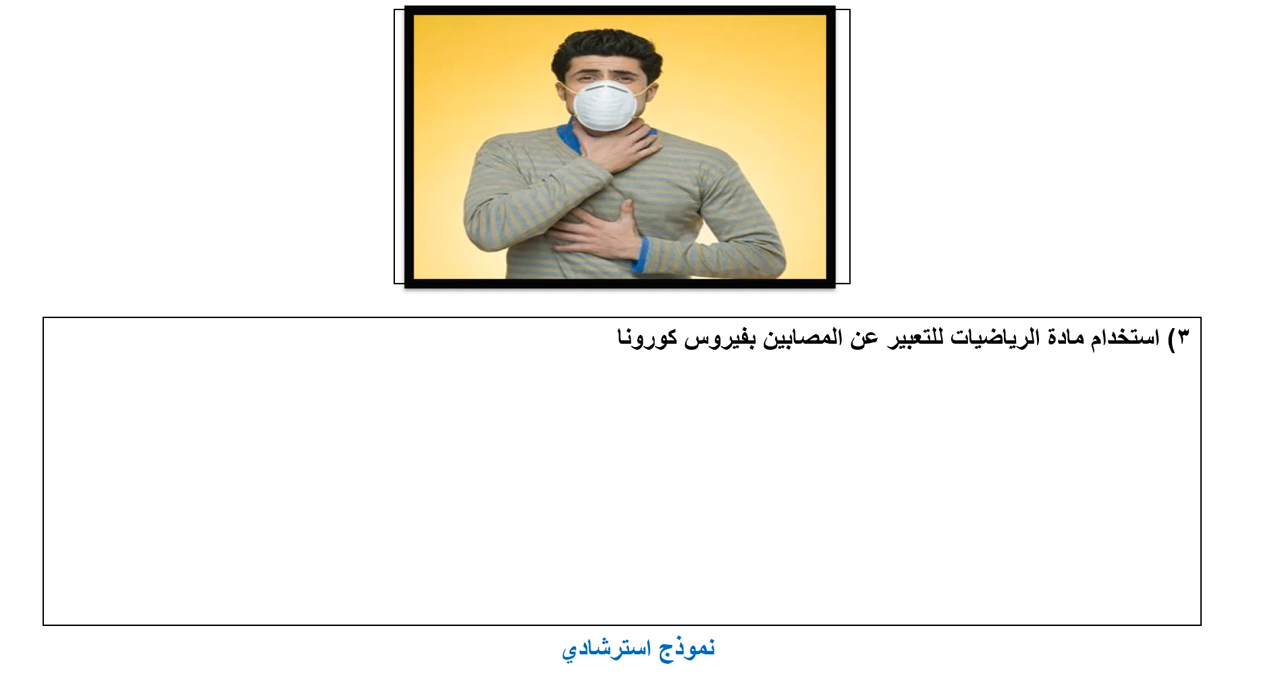 ٣) استخدام مادة الرياضيات للتعبير عن المصابين بفيروس كورونا
نموذج استرشادي